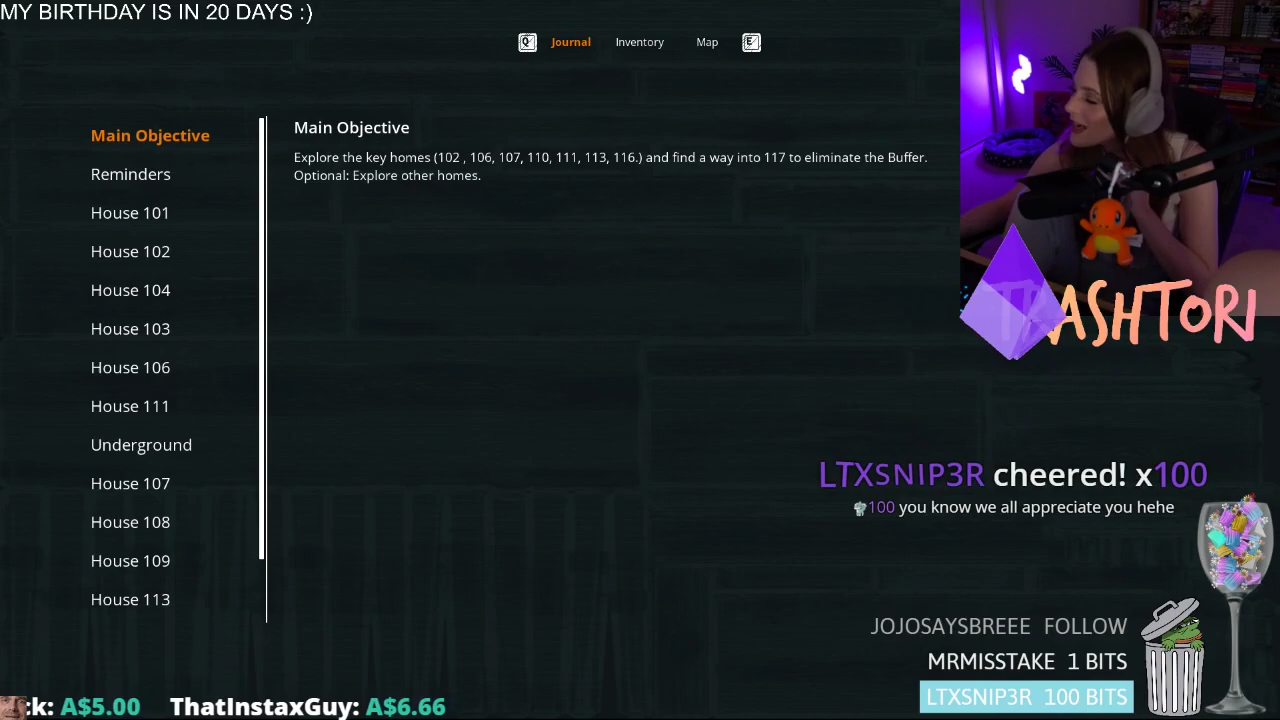 MY BIRTHDAY IS IN 20 DAYS :)
Q Journal Inventory Map E
Main Objective
Reminders
House 101
House 102
House 104
House 103
House 106
House 111
Underground
House 107
House 108
House 109
House 113
Main Objective
Explore the key homes (102 , 106, 107, 110, 111, 113, 116.) and find a way into 117 to eliminate the Buffer.
Optional: Explore other homes.
TRASHTORI
LTXSNIP3R cheered! x100
100 you know we all appreciate you hehe
JOJOSAYSBREEE FOLLOW
MRMISSTAKE 1 BITS
LTXSNIP3R 100 BITS
k: A$5.00 ThatInstaxGuy: A$6.66